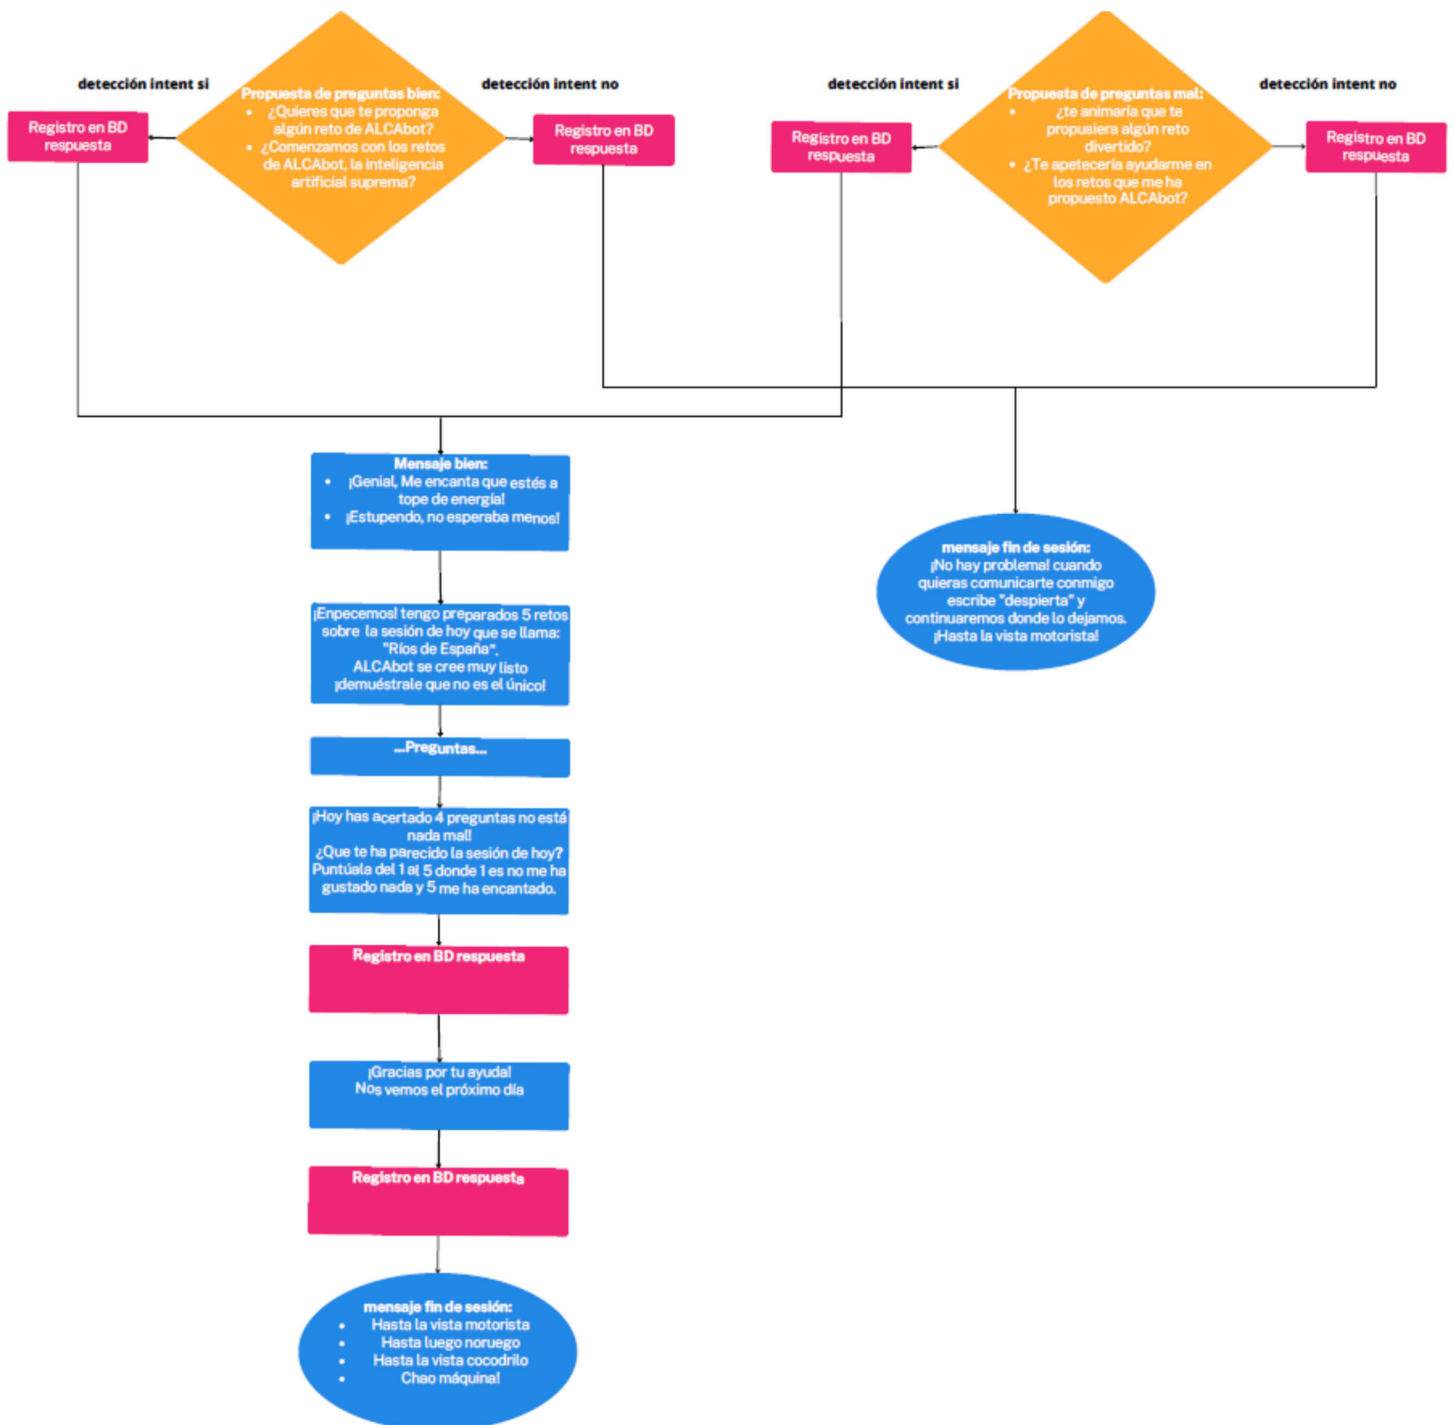 detección intent si
detección intent no
Propuesta de preguntas bien:
• ¿Quieres que te proponga
algún reto de ALCAbot?
• ¿Comenzamos con los retos
de ALCAbot, la inteligencia
artificial suprema?
Registro en BD
respuesta
Registro en BD
respuesta
detección intent si
detección intent no
Propuesta de preguntas mal:
• ¿te animaría que te
propusiera algún reto
divertido?
• ¿Te apetecería ayudarme en
los retos que me ha
propuesto ALCAbot?
Registro en BD
respuesta
Registro en BD
respuesta
Mensaje bien:
• ¡Genial, Me encanta que estés a
tope de energía!
• ¡Estupendo, no esperaba menos!
mensaje fin de sesión:
¡No hay problema! cuando
quieras comunicarte conmigo
escribe "despierta" y
continuaremos donde lo dejamos.
¡Hasta la vista motorista!
¡Enpecemos! tengo preparados 5 retos
sobre la sesión de hoy que se llama:
"Ríos de España".
ALCAbot se cree muy listo
¡demuéstrale que no es el único!
...Preguntas...
¡Hoy has acertado 4 preguntas no está
nada mal!
¿Que te ha parecido la sesión de hoy?
Puntúala del 1 al 5 donde 1 es no me ha
gustado nada y 5 me ha encantado.
Registro en BD respuesta
¡Gracias por tu ayuda!
Nos vemos el próximo día
Registro en BD respuesta
mensaje fin de sesión:
• Hasta la vista motorista
• Hasta luego noruego
• Hasta la vista cocodrilo
• Chao máquina!